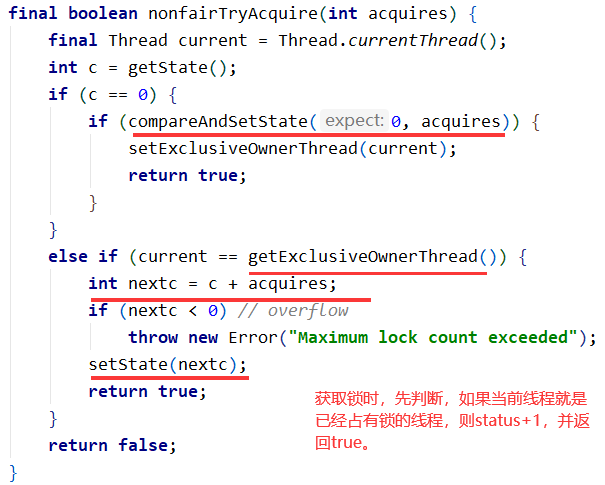 final boolean nonfairTryAcquire(int acquires) {
    final Thread current = Thread.currentThread();
    int c = getState();
    if (c == 0) {
        if (compareAndSetState( expect: 0, acquires)) {
            setExclusiveOwnerThread(current);
            return true;
        }
    }
    else if (current == getExclusiveOwnerThread()) {
        int nextc = c + acquires;
        if (nextc < 0) // overflow
            throw new Error("Maximum lock count exceeded");
        setState(nextc);
        return true;
    }
    return false;
}
获取锁时，先判断，如果当前线程就是
已经占有锁的线程，则status+1，并返
回true。